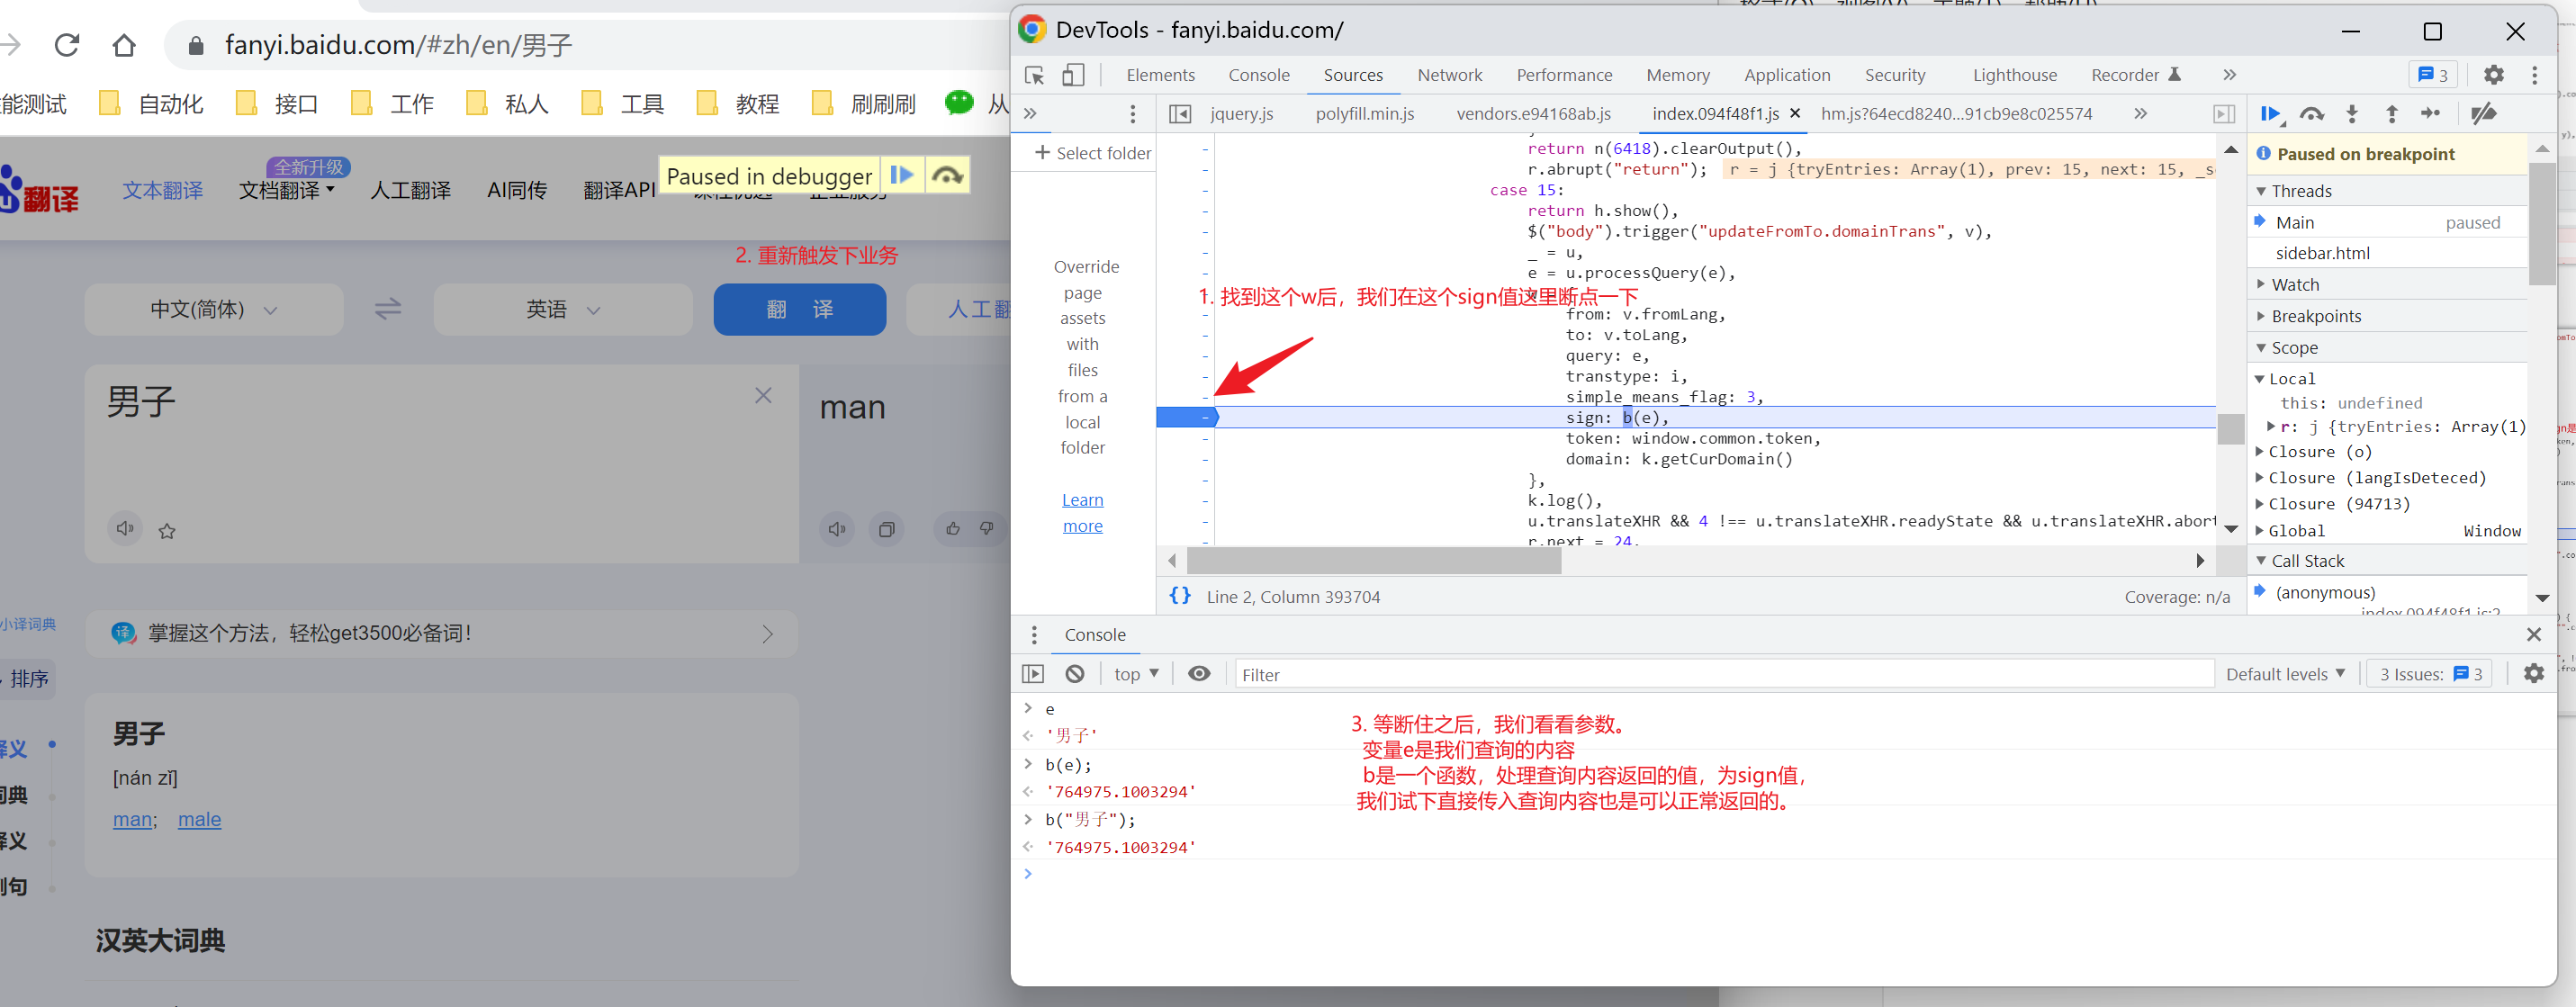 fanyi.baidu.com/#zh/en/男子
能测试
自动化
接口
工作
私人
工具
教程
刷刷刷
从
翻译
全新升级
文本翻译
文档翻译
人工翻译
AI同传
翻译API
Paused in debugger
2. 重新触发下业务
中文(简体)
英语
翻 译
人工翻
男子
man
小译词典
掌握这个方法，轻松get3500必备词！
排序
男子
[nán zǐ]
man; male
释义
词典
释义
例句
汉英大词典
DevTools - fanyi.baidu.com/
Elements
Console
Sources
Network
Performance
Memory
Application
Security
Lighthouse
Recorder
3
jquery.js
polyfill.min.js
vendors.e94168ab.js
index.094f48f1.js
hm.js?64ecd8240...91cb9e8c025574
Select folder
Override
page
assets
with
files
from a
local
folder
Learn
more
return n(6418).clearOutput(),
r.abrupt("return"); r = j {tryEntries: Array(1), prev: 15, next: 15,
case 15:
return h.show(),
$("body").trigger("updateFromTo.domainTrans", v),
_ = u,
e = u.processQuery(e),
1. 找到这个w后，我们在这个sign值这里断点一下
from: v.fromLang,
to: v.toLang,
query: e,
transtype: i,
simple_means_flag: 3,
sign: b(e),
token: window.common.token,
domain: k.getCurDomain()
},
k.log(),
u.translateXHR && 4 !== u.translateXHR.readyState && u.translateXHR.abort
r.next = 24,
{} Line 2, Column 393704
Coverage: n/a
Paused on breakpoint
Threads
Main paused
sidebar.html
Watch
Breakpoints
Scope
Local
this: undefined
r: j {tryEntries: Array(1)
Closure (o)
Closure (langIsDeteced)
Closure (94713)
Global Window
Call Stack
(anonymous)
index.094f48f1.js:2
Console
top
Filter
Default levels
3 Issues: 3
e
'男子'
b(e);
'764975.1003294'
b("男子");
'764975.1003294'
3. 等断住之后，我们看看参数。
变量e是我们查询的内容
b是一个函数，处理查询内容返回的值，为sign值，
我们试下直接传入查询内容也是可以正常返回的。